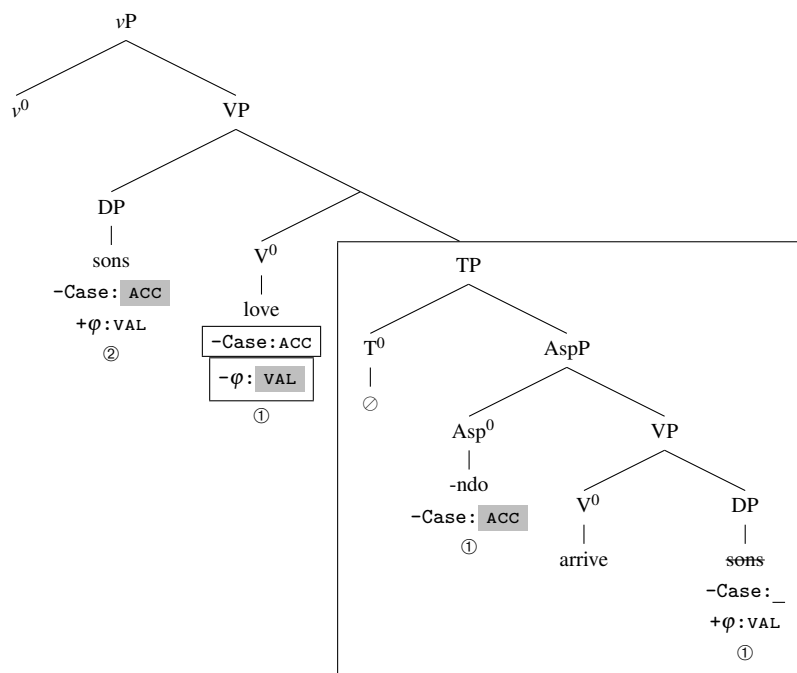 vP
v⁰ VP
DP
sons
-Case: ACC
+φ:VAL
②
V⁰
love
-Case:ACC
-φ: VAL
①
TP
T⁰
∅
AspP
Asp⁰
-ndo
-Case: ACC
①
VP
V⁰
arrive
DP
sons
-Case:_
+φ:VAL
①